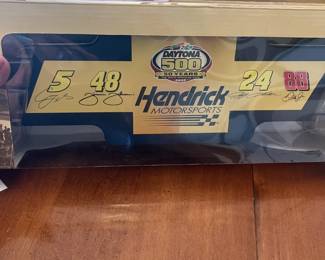 DAYTONA
500
50 YEARS
5 48 24 88
Hendrick
MOTORSPORTS